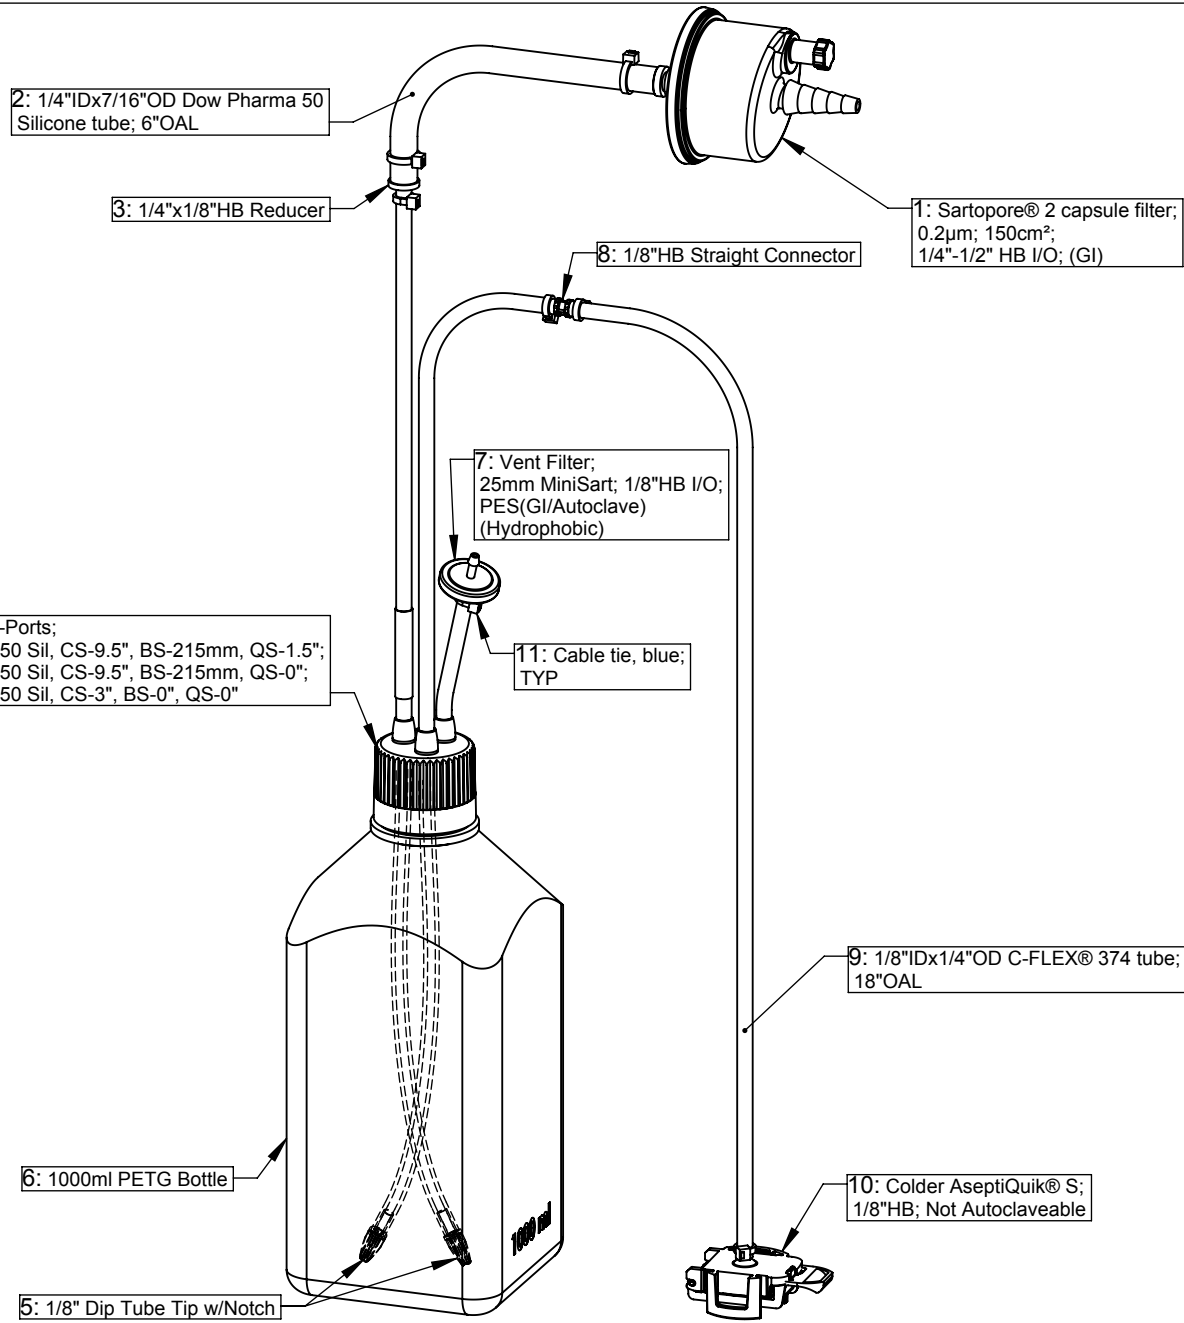 2: 1/4"IDx7/16"OD Dow Pharma 50
Silicone tube; 6"OAL
3: 1/4"x1/8"HB Reducer
1: Sartopore® 2 capsule filter;
0.2µm; 150cm²;
1/4"-1/2" HB I/O; (GI)
8: 1/8"HB Straight Connector
7: Vent Filter;
25mm MiniSart; 1/8"HB I/O;
PES(GI/Autoclave)
(Hydrophobic)
-Ports;
50 Sil, CS-9.5", BS-215mm, QS-1.5";
50 Sil, CS-9.5", BS-215mm, QS-0";
50 Sil, CS-3", BS-0", QS-0"
11: Cable tie, blue;
TYP
9: 1/8"IDx1/4"OD C-FLEX® 374 tube;
18"OAL
6: 1000ml PETG Bottle
10: Colder AseptiQuik® S;
1/8"HB; Not Autoclaveable
1000 ml
5: 1/8" Dip Tube Tip w/Notch